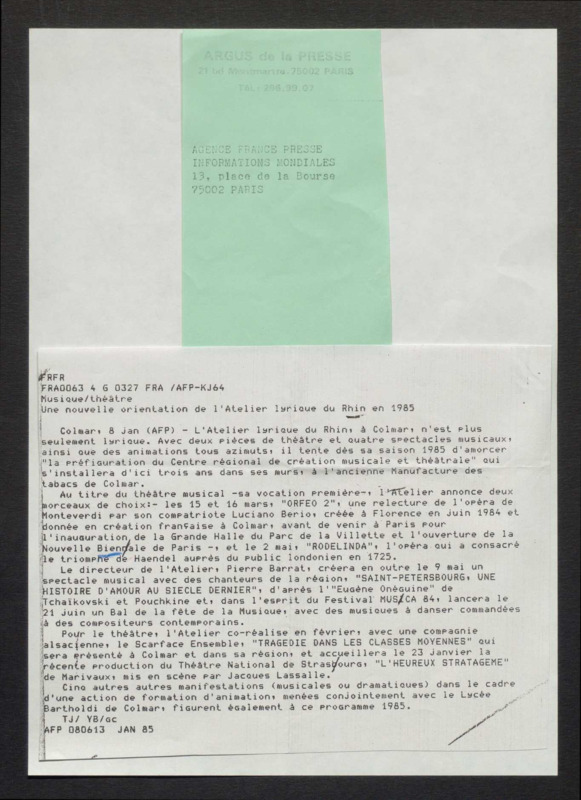 ARGUS de la PRESSE
75002 PARIS
Tél. : 296.99.07
AGENCE FRANCE PRESSE
INFORMATIONS MONDIALES
13, place de la Bourse
75002 PARIS
FRFR
FRA0063 4 G 0327 FRA /AFP-KJ64
Musique/théâtre
Une nouvelle orientation de l'Atelier lyrique du Rhin en 1985
Colmar, 8 jan (AFP) - L'Atelier lyrique du Rhin, à Colmar, n'est plus
seulement lyrique. Avec deux pièces de théâtre et quatre spectacles musicaux,
ainsi que des animations tous azimuts, il tente dès sa saison 1985 d'amorcer
"la préfiguration du Centre régional de création musicale et théâtrale" qui
s'installera d'ici trois ans dans ses murs, à l'ancienne Manufacture des
tabacs de Colmar.
Au titre du théâtre musical -sa vocation première-, l'Atelier annonce deux
morceaux de choix:- les 15 et 16 mars, "ORFEO 2", une relecture de l'opéra de
Monteverdi par son compatriote Luciano Berio, créée à Florence en juin 1984 et
donnée en création française à Colmar, avant de venir à Paris pour
l'inauguration de la Grande Halle du Parc de la Villette et l'ouverture de la
Nouvelle Biennale de Paris -, et le 2 mai, "RODELINDA", l'opéra qui a consacré
le triomphe de Haendel auprès du public londonien en 1725.
Le directeur de l'Atelier, Pierre Barrat, créera en outre le 9 mai un
spectacle musical avec des chanteurs de la région, "SAINT-PETERSBOURG, UNE
HISTOIRE D'AMOUR AU SIECLE DERNIER", d'après l'"Eugène Onéguine" de
Tchaikovski et Pouchkine et, dans l'esprit du Festival MUSICA 84, lancera le
21 juin un Bal de la fête de la Musique, avec des musiques à danser commandées
à des compositeurs contemporains.
Pour le théâtre, l'Atelier co-réalise en février, avec une compagnie
alsacienne, le Scarface Ensemble, "TRAGEDIE DANS LES CLASSES MOYENNES" qui
sera présenté à Colmar et dans sa région, et accueillera le 23 janvier la
récente production du Théâtre National de Strasbourg, "L'HEUREUX STRATAGEME"
de Marivaux, mis en scène par Jacques Lassalle.
Cinq autres autres manifestations (musicales ou dramatiques) dans le cadre
d'une action de formation d'animation, menées conjointement avec le Lycée
Bartholdi de Colmar, figurent également à ce programme 1985.
TJ/ YB/gc
AFP 080613 JAN 85